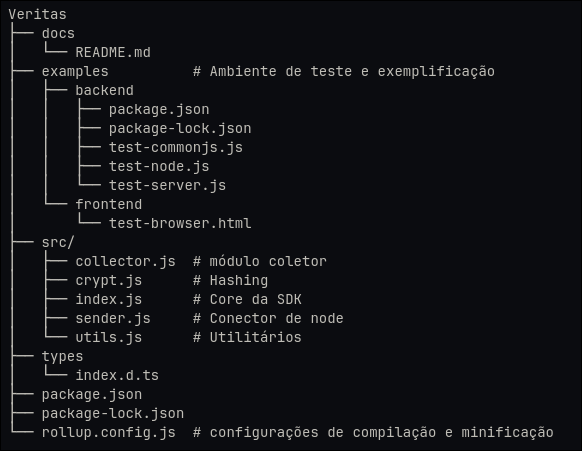 Veritas
├── docs
│   └── README.md
├── examples          # Ambiente de teste e exemplificação
│   ├── backend
│   │   ├── package.json
│   │   ├── package-lock.json
│   │   ├── test-commonjs.js
│   │   ├── test-node.js
│   │   └── test-server.js
│   └── frontend
│       └── test-browser.html
├── src/
│   ├── collector.js  # módulo coletor
│   ├── crypt.js      # Hashing
│   ├── index.js      # Core da SDK
│   ├── sender.js     # Conector de node
│   └── utils.js      # Utilitários
├── types
│   └── index.d.ts
├── package.json
├── package-lock.json
└── rollup.config.js  # configurações de compilação e minificação